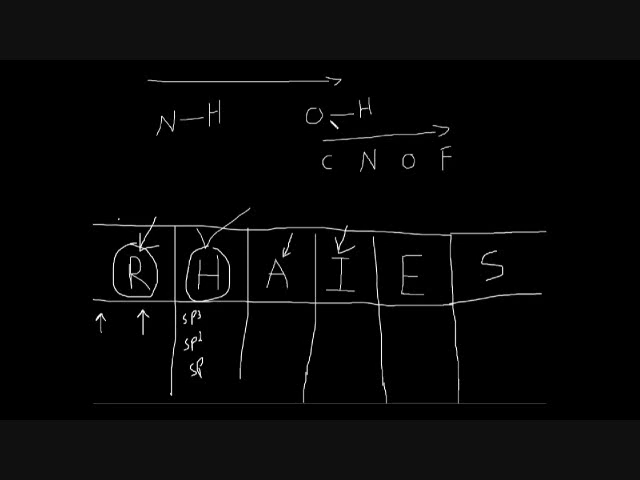 N—H O—H
C N O F
R H A I E S
SP³
SP²
SP